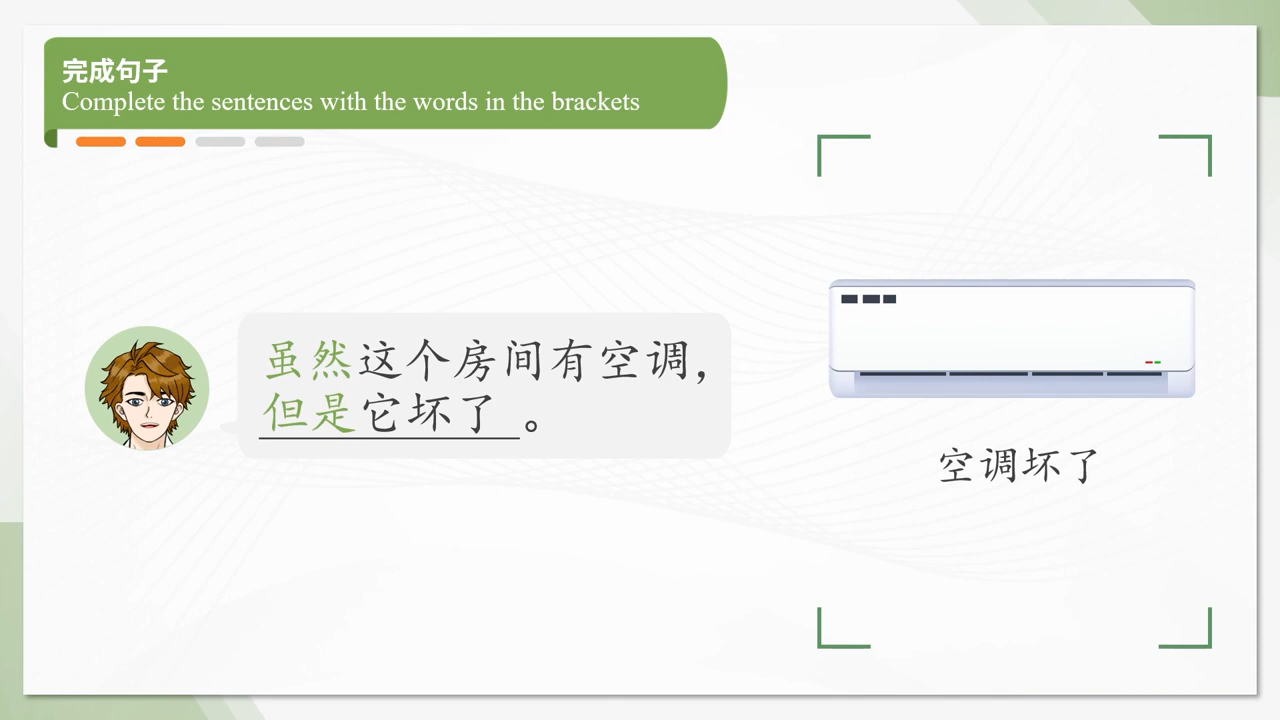 完成句子
Complete the sentences with the words in the brackets
虽然这个房间有空调，
但是它坏了。
空调坏了